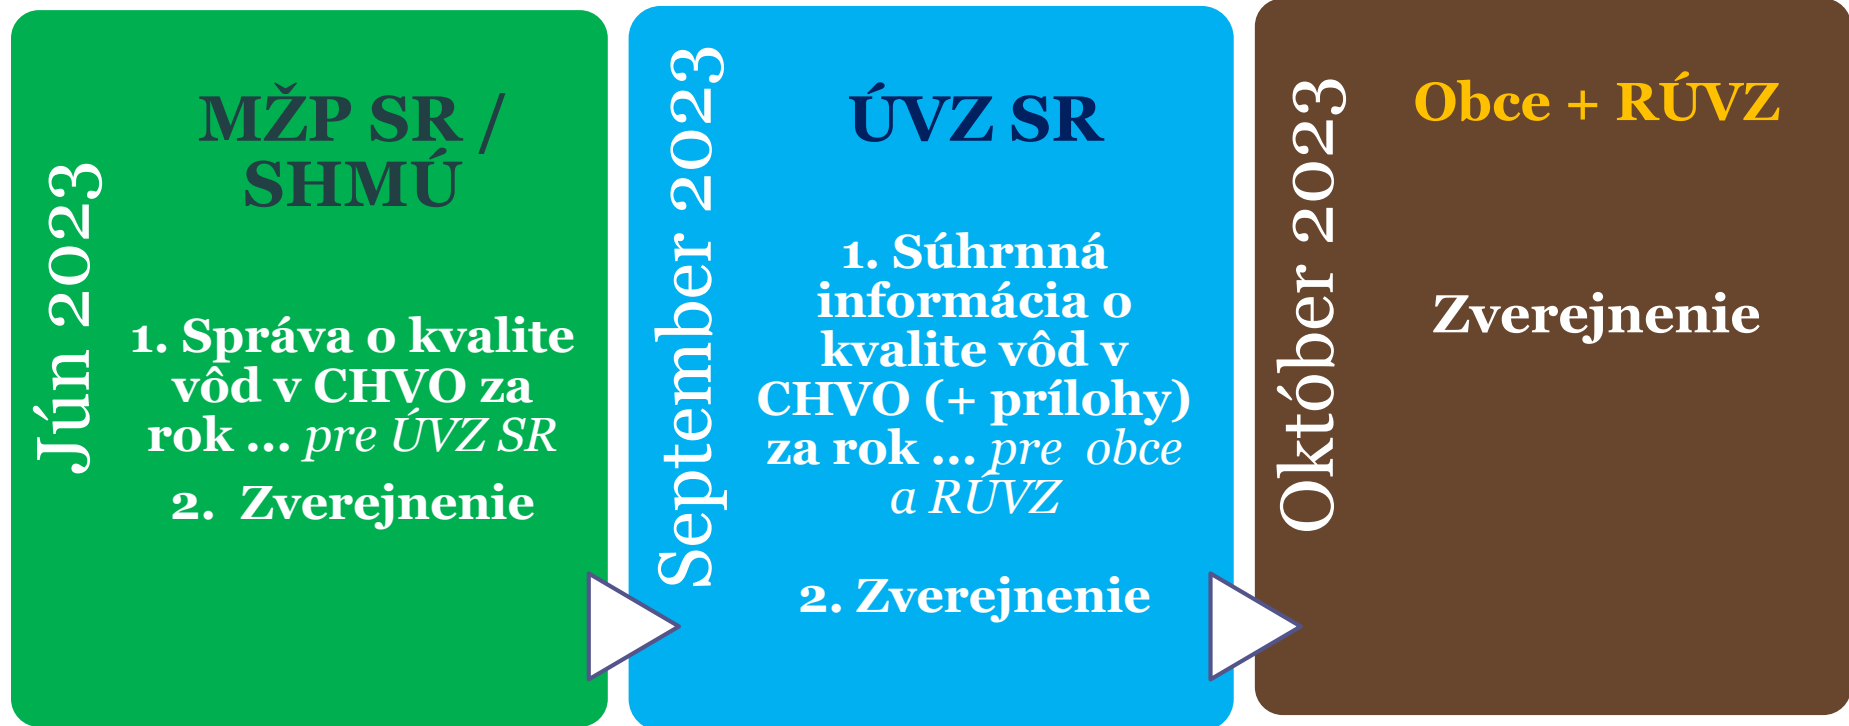 Jún 2023
MŽP SR /
SHMÚ
1. Správa o kvalite
vôd v CHVO za
rok ... pre ÚVZ SR
2. Zverejnenie
September 2023
ÚVZ SR
1. Súhrnná
informácia o
kvalite vôd v
CHVO (+ prílohy)
za rok ... pre obce
a RÚVZ
2. Zverejnenie
Október 2023
Obce + RÚVZ
Zverejnenie